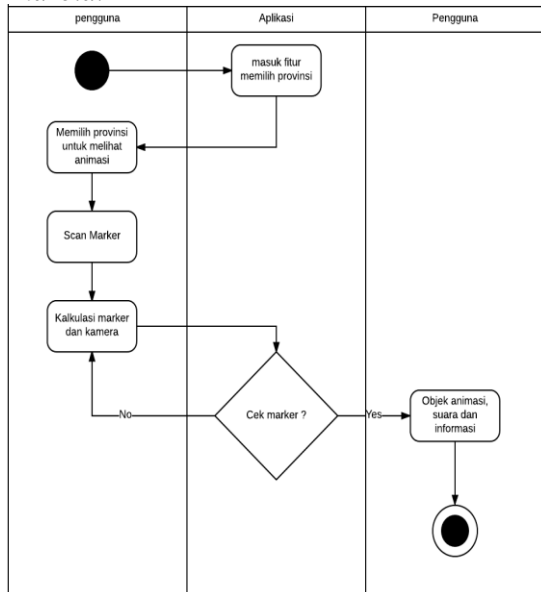 pengguna
Aplikasi
Pengguna
masuk fitur
memilih provinsi
Memilih provinsi
untuk melihat
animasi
Scan Marker
Kalkulasi marker
dan kamera
Cek marker ?
No
Yes
Objek animasi,
suara dan
informasi